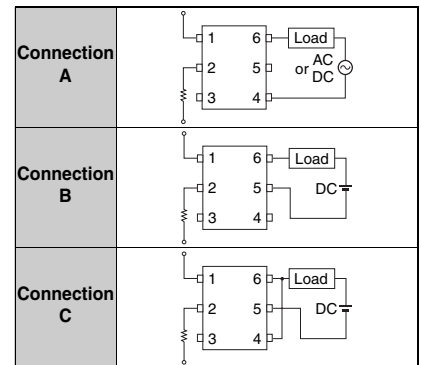 Connection
A
1 6 Load
2 5 or AC
DC
3 4
Connection
B
1 6 Load
2 5 DC
3 4
Connection
C
1 6 Load
2 5 DC
3 4